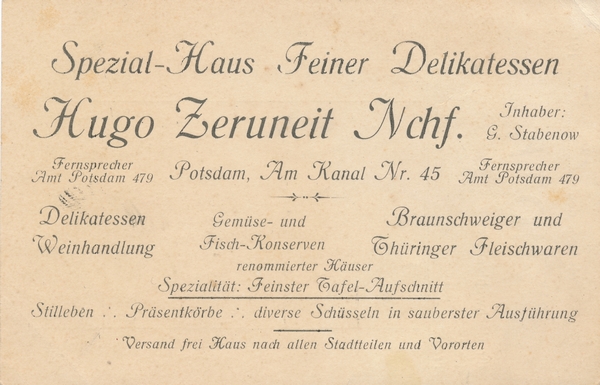 Spezial-Haus Feiner Delikatessen
Hugo Zeruneit Nchf.
Inhaber:
G. Stabenow
Fernsprecher
Amt Potsdam 479
Potsdam, Am Kanal Nr. 45
Fernsprecher
Amt Potsdam 479
Delikatessen
Weinhandlung
Gemüse- und
Fisch-Konserven
renommierter Häuser
Braunschweiger und
Thüringer Fleischwaren
Spezialität: Feinster Tafel-Aufschnitt
Stilleben ∴ Präsentkörbe ∴ diverse Schüsseln in sauberster Ausführung
Versand frei Haus nach allen Stadtteilen und Vororten